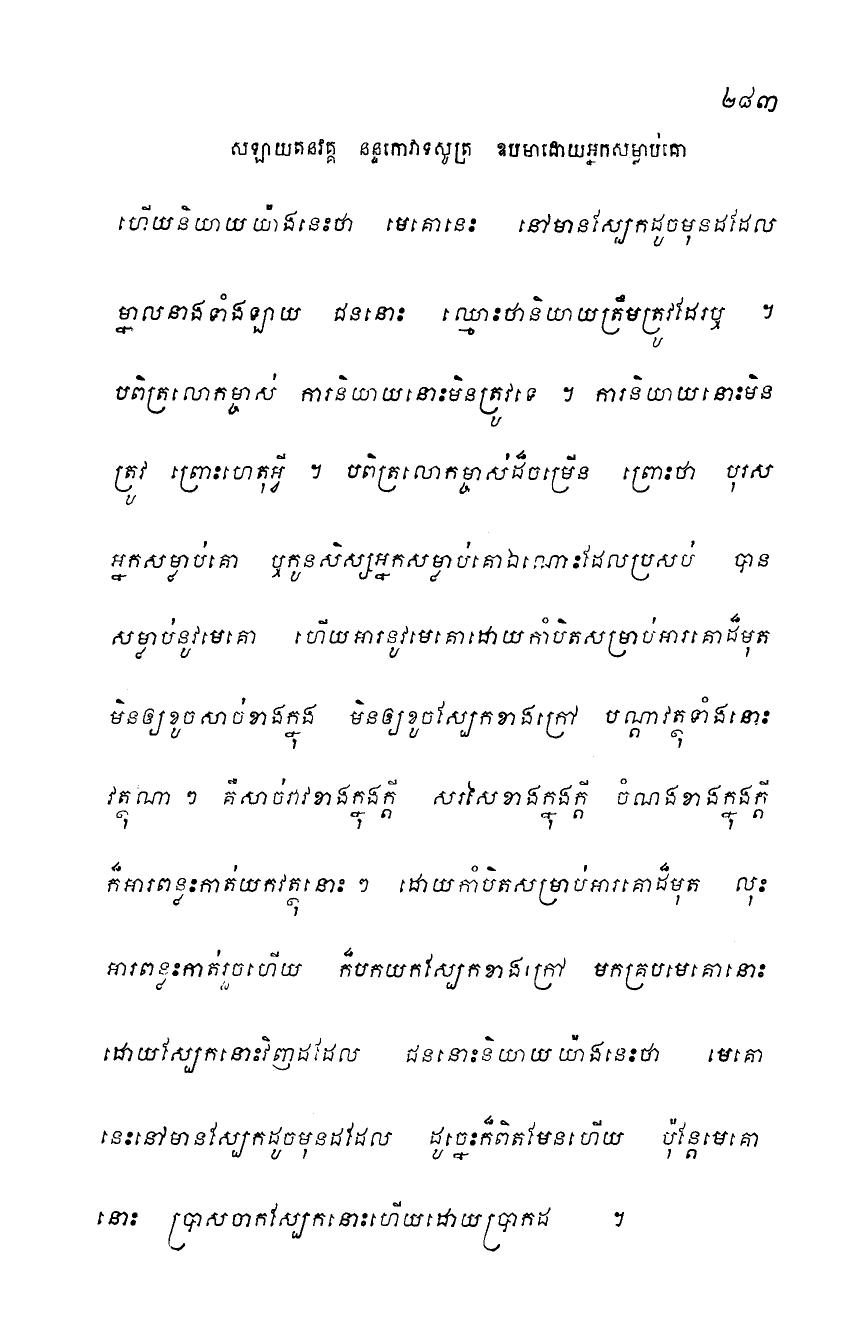 ២៨៣
សឡាយតនវគ្គ នន្ទកោវាទសូត្រ ឧបមាដោយអ្នកសម្លាប់គោ
ហើយនិយាយយ៉ាងនេះថា មេគោនេះ នៅមានស្បែកដូចមុនដដែល
ម្នាលនាងទាំងឡាយ ជននោះ ឈ្មោះថានិយាយត្រឹមត្រូវដែរឬ ។
បពិត្រលោកម្ចាស់ ការនិយាយនោះមិនត្រូវទេ ។ ការនិយាយនោះមិន
ត្រូវ ព្រោះហេតុអ្វី ។ បពិត្រលោកម្ចាស់ដ៏ចម្រើន ព្រោះថា បុរស
អ្នកសម្លាប់គោ ឬកូនសិស្សអ្នកសម្លាប់គោឯណោះដែលប្រសប់ បាន
សម្លាប់នូវមេគោ ហើយអារនូវមេគោដោយកាំបិតសម្រាប់អារគោដ៏មុត
មិនឲ្យខូចសាច់ខាងក្នុង មិនឲ្យខូចស្បែកខាងក្រៅ បណ្តាវត្ថុទាំងនោះ
វត្ថុណា ៗ គឺសាច់រាវខាងក្នុងក្តី សរសៃខាងក្នុងក្តី ចំណងខាងក្នុងក្តី
ក៏អារពន្លះកាត់យកវត្ថុនោះ ៗ ដោយកាំបិតសម្រាប់អារគោដ៏មុត លុះ
អារពន្លះកាត់រួចហើយ ក៏បកយកស្បែកខាងក្រៅ មកគ្របមេគោនោះ
ដោយស្បែកនោះវិញដដែល ជននោះនិយាយយ៉ាងនេះថា មេគោ
នេះនៅមានស្បែកដូចមុនដដែល ដូច្នេះក៏ពិតមែនហើយ ប៉ុន្តែមេគោ
នោះ ប្រាសចាកស្បែកនោះហើយដោយប្រាកដ ។